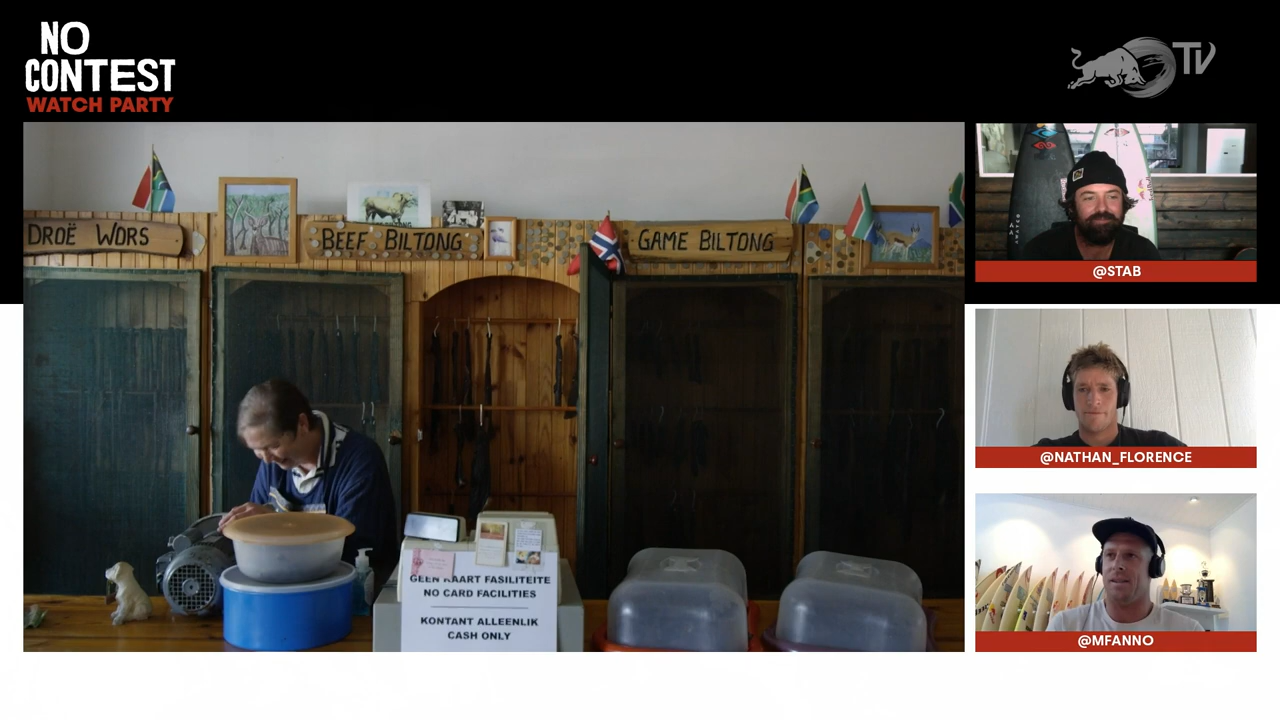 NO
CONTEST
WATCH PARTY
TV
DROË WORS
BEEF BILTONG
GAME BILTONG
GEEN KAART FASILITEITE
NO CARD FACILITIES
KONTANT ALLEENLIK
CASH ONLY
@STAB
@NATHAN_FLORENCE
@MFANNO